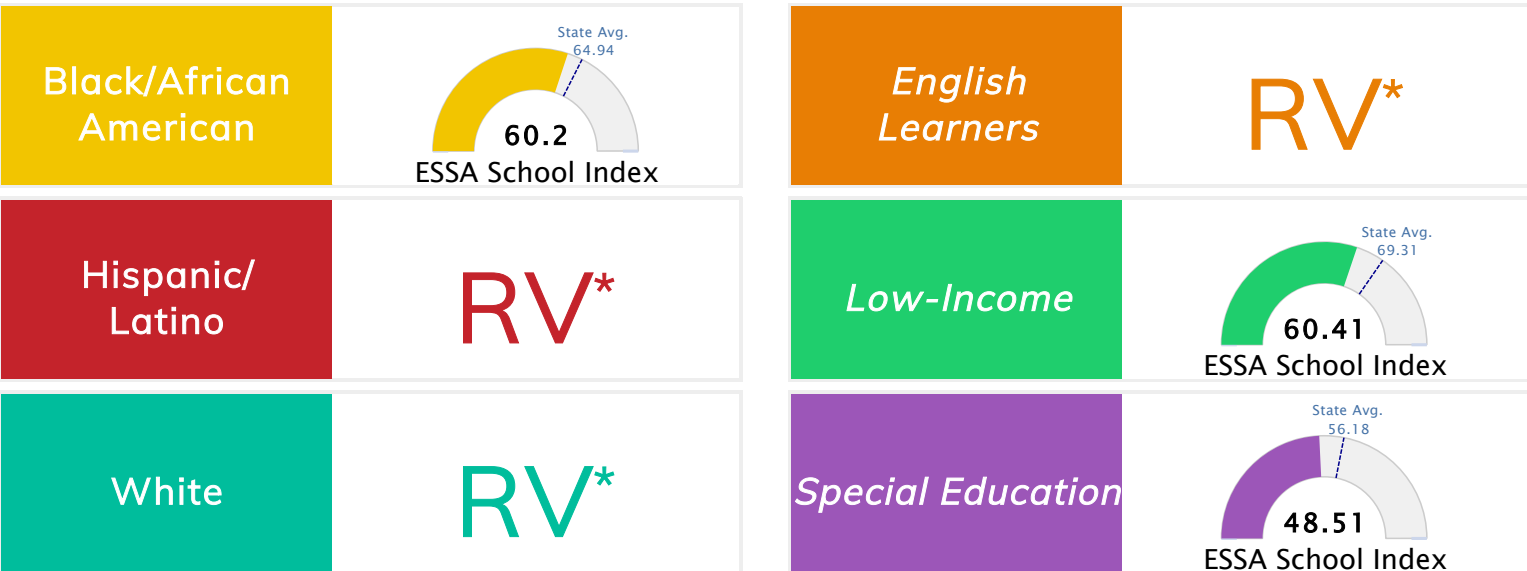 Black/African
American
State Avg.
64.94
60.2
ESSA School Index
English
Learners
RV*
Hispanic/
Latino
RV*
Low-Income
State Avg.
69.31
60.41
ESSA School Index
White
RV*
Special Education
State Avg.
56.18
48.51
ESSA School Index